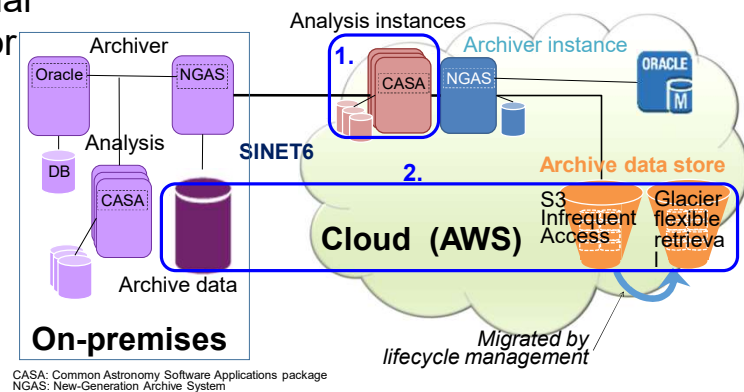 al
or
Archiver
Oracle
NGAS
DB
Analysis
CASA
Archive data
On-premises
SINET6
Analysis instances
1.
CASA
NGAS
Archiver instance
ORACLE
M
2.
Archive data store
S3
Infrequent
Access
Glacier
flexible
retrieva
l
Cloud (AWS)
Migrated by
lifecycle management
CASA: Common Astronomy Software Applications package
NGAS: New-Generation Archive System